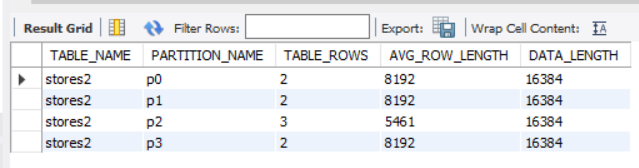 Result Grid Filter Rows: Export: Wrap Cell Content: IA
TABLE_NAME PARTITION_NAME TABLE_ROWS AVG_ROW_LENGTH DATA_LENGTH
stores2 p0 2 8192 16384
stores2 p1 2 8192 16384
stores2 p2 3 5461 16384
stores2 p3 2 8192 16384